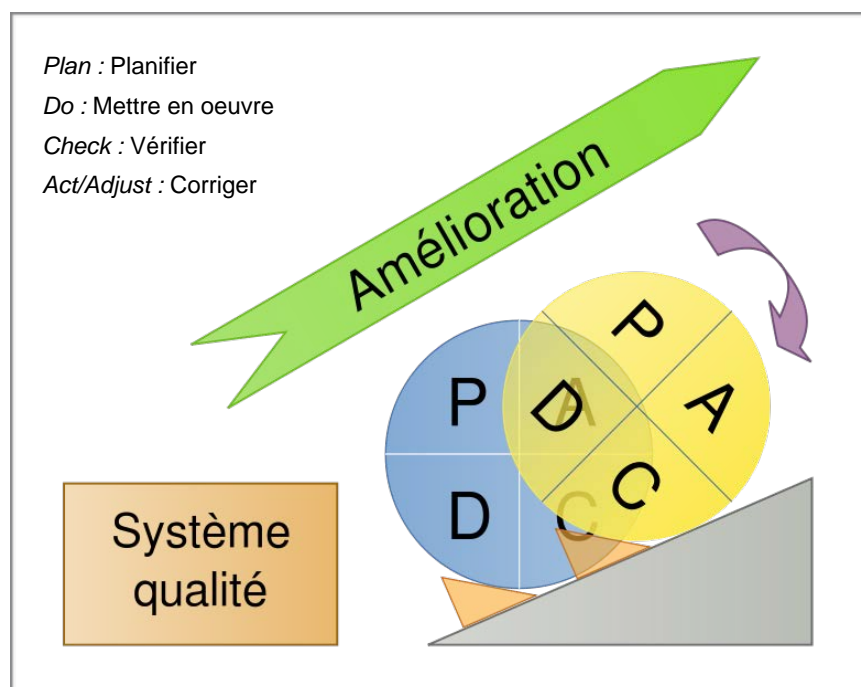 Plan : Planifier
Do : Mettre en oeuvre
Check : Vérifier
Act/Adjust : Corriger
Amélioration
P
P
A
D
A
D
C
C
Système
qualité